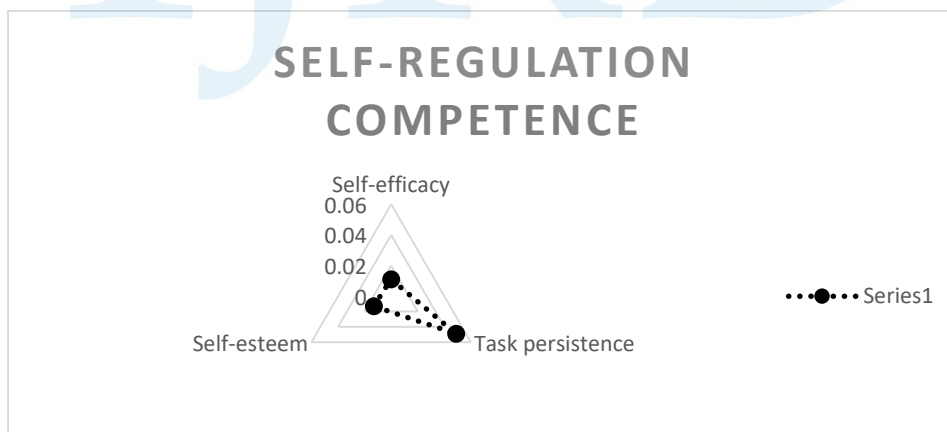 SELF-REGULATION
COMPETENCE
Self-efficacy
0.06
0.04
0.02
0
Self-esteem
Task persistence
Series1